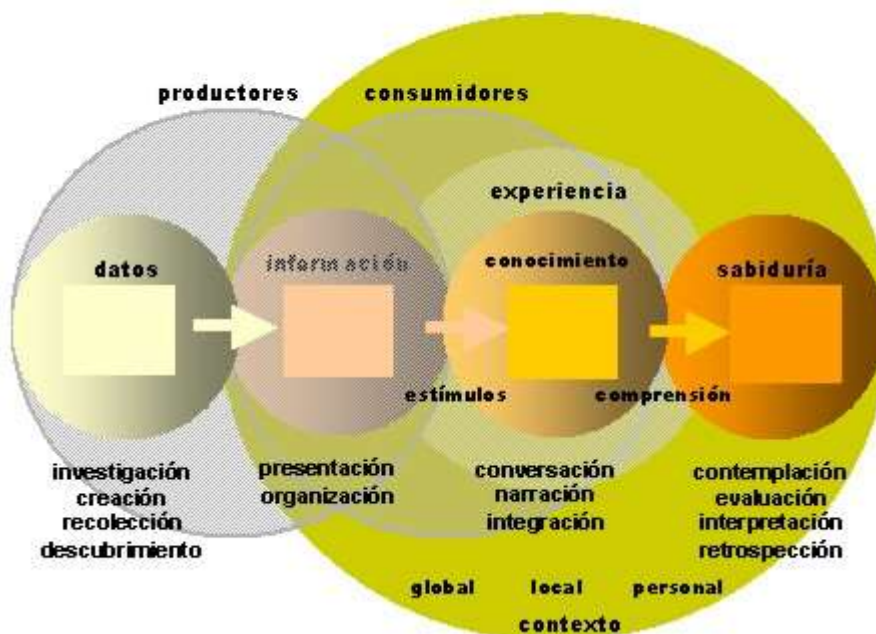 productores
consumidores
experiencia
datos
información
conocimiento
sabiduría
estímulos
comprensión
investigación
creación
recolección
descubrimiento
presentación
organización
conversación
narración
integración
contemplación
evaluación
interpretación
retrospección
global local personal
contexto